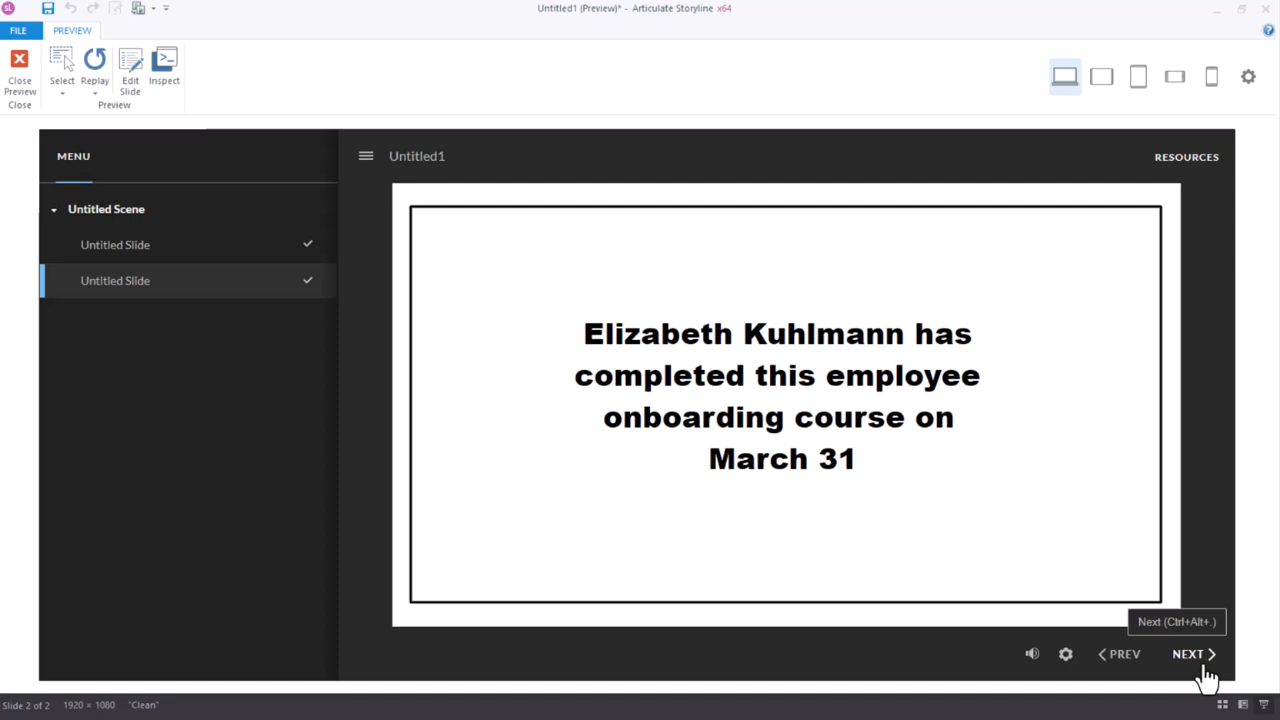 Untitled1 (Preview)* - Articulate Storyline x64
FILE
PREVIEW
Close Preview
Select
Replay
Edit Slide
Inspect
Close
Preview
MENU
Untitled1
RESOURCES
Untitled Scene
Untitled Slide
Untitled Slide
Elizabeth Kuhlmann has
completed this employee
onboarding course on
March 31
Next (Ctrl+Alt+.)
PREV
NEXT
Slide 2 of 2
1920 × 1080
"Clean"